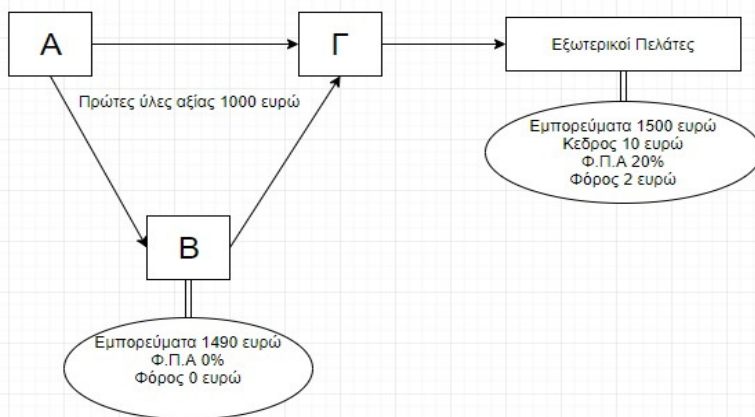 Α
Γ
Εξωτερικοί Πελάτες
Πρώτες ύλες αξίας 1000 ευρώ
Εμπορεύματα 1500 ευρώ
Κεδρος 10 ευρώ
Φ.Π.Α 20%
Φόρος 2 ευρώ
Β
Εμπορεύματα 1490 ευρώ
Φ.Π.Α 0%
Φόρος 0 ευρώ